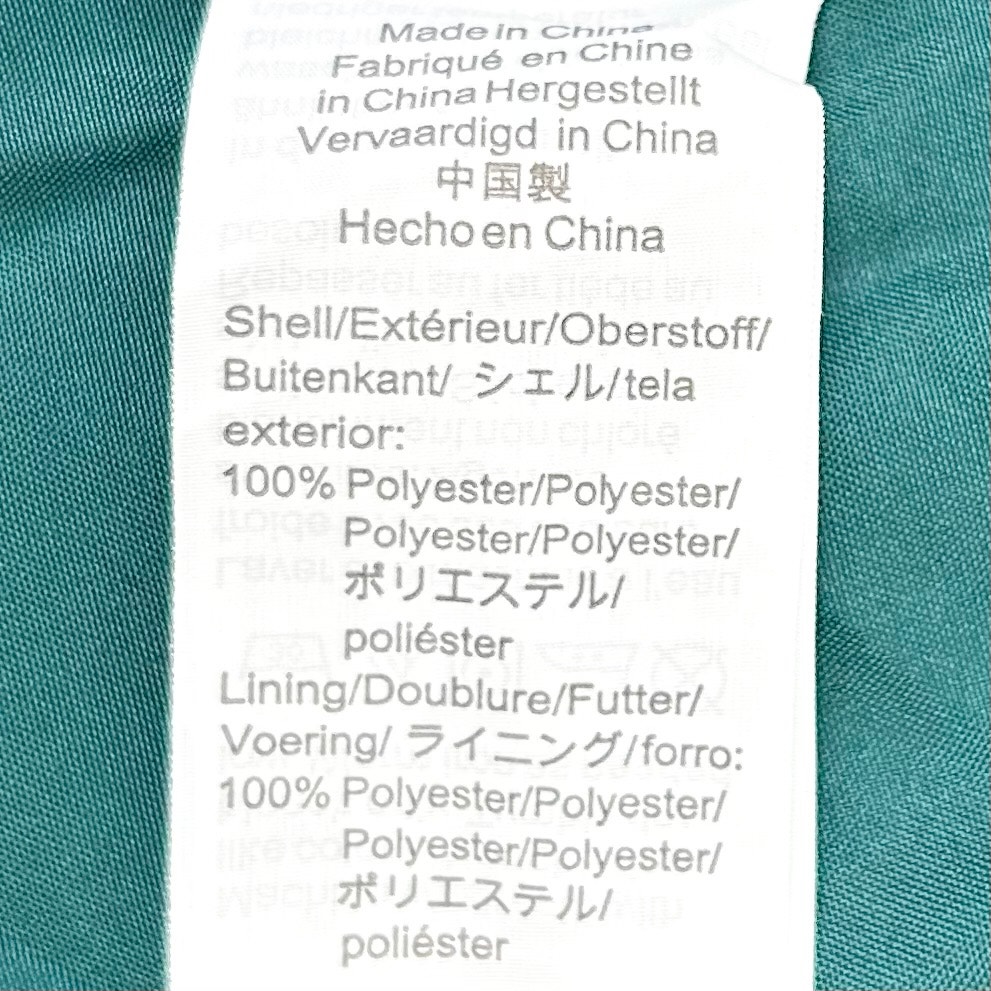 Made in China
Fabriqué en Chine
in China Hergestellt
Vervaardigd in China
中国製
Hecho en China
Shell/Extérieur/Oberstoff/
Buitenkant/ シェル/tela
exterior:
100% Polyester/Polyester/
Polyester/Polyester/
ポリエステル/
poliéster
Lining/Doublure/Futter/
Voering/ ライニング/forro:
100% Polyester/Polyester/
Polyester/Polyester/
ポリエステル/
poliéster